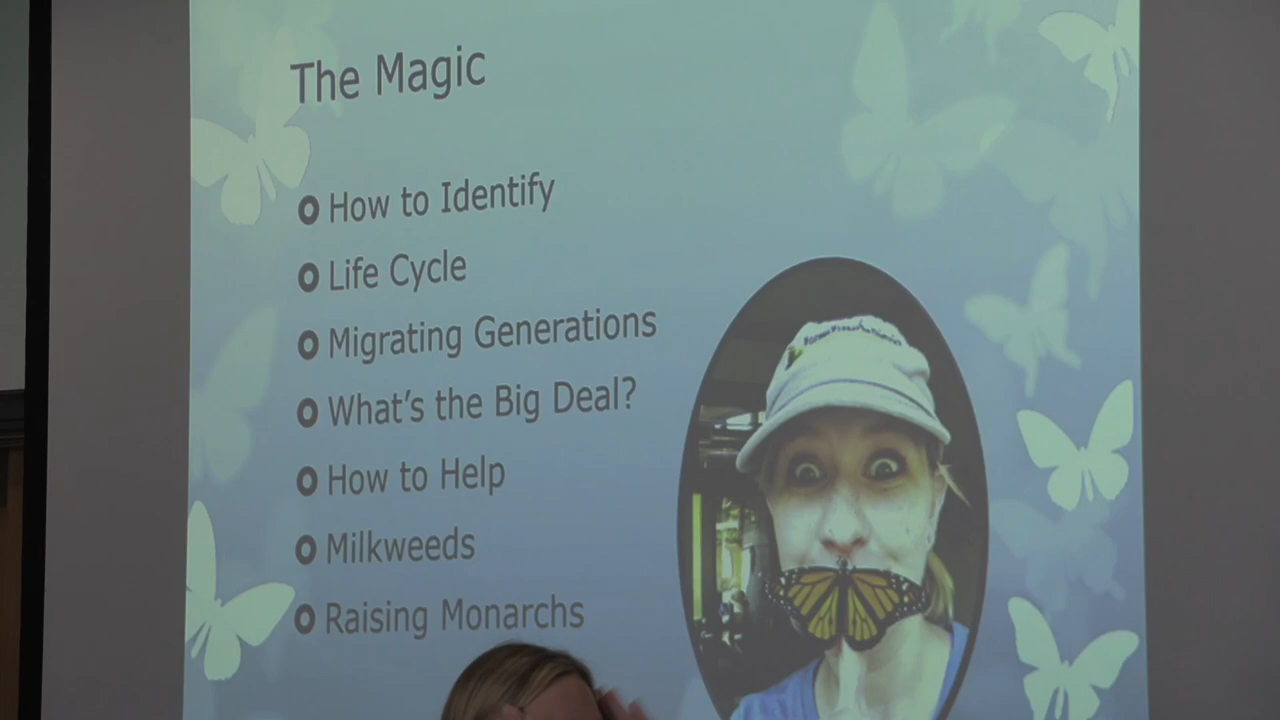 The Magic
How to Identify
Life Cycle
Migrating Generations
What's the Big Deal?
How to Help
Milkweeds
Raising Monarchs